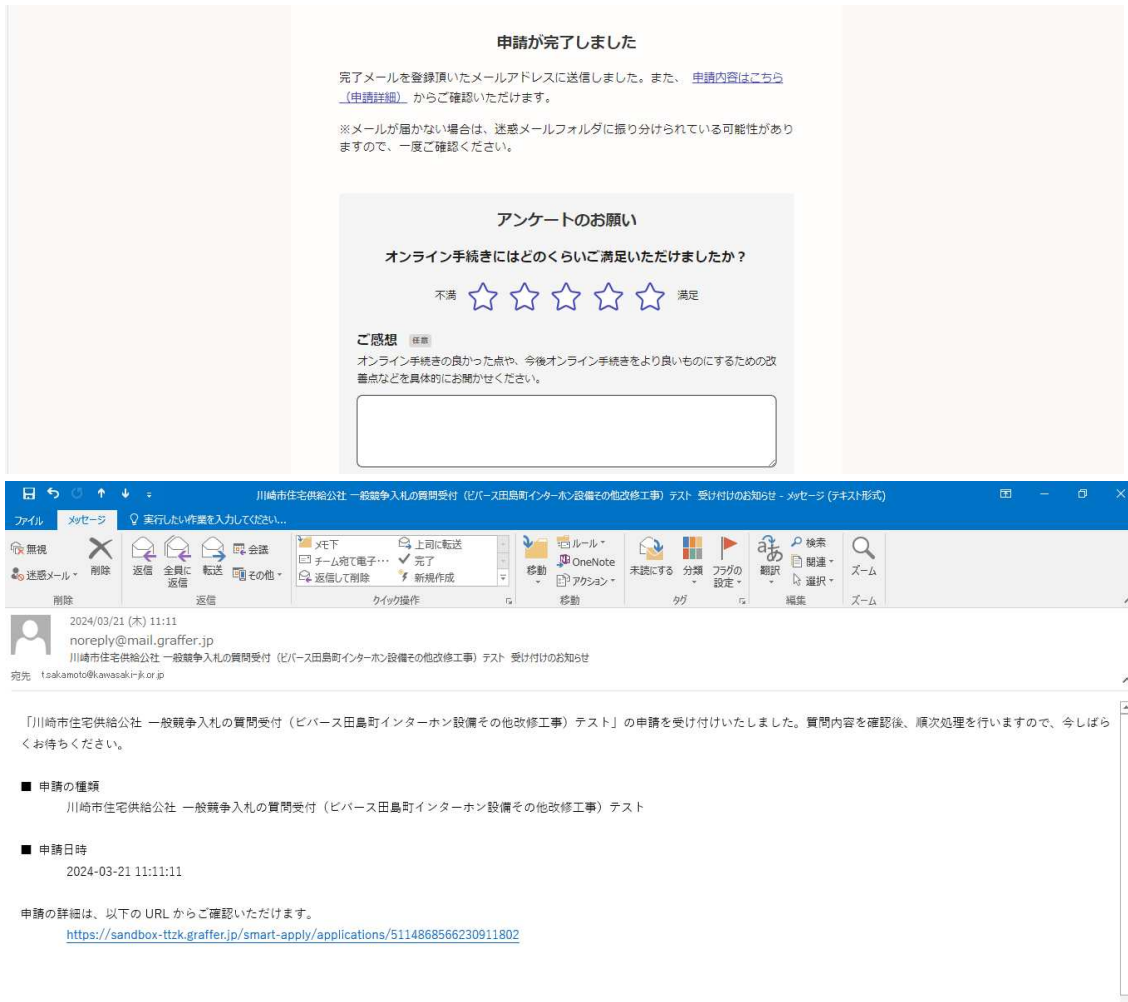 申請が完了しました
完了メールを登録頂いたメールアドレスに送信しました。また、 申請内容はこちら
(申請詳細) からご確認いただけます。
※メールが届かない場合は、迷惑メールフォルダに振り分けられている可能性があり
ますので、一度ご確認ください。
アンケートのお願い
オンライン手続きにはどのくらいご満足いただけましたか?
不満 満足
ご感想 任意
オンライン手続きの良かった点や、今後オンライン手続きをより良いものにするための改
善点などを具体的にお聞かせください。
川崎市住宅供給公社 一般競争入札の質問受付(ビバース田島町インターホン設備その他改修工事)テスト 受け付けのお知らせ - メッセージ (テキスト形式)
ファイル メッセージ 実行したい作業を入力してください...
無視 削除 返信 全員に返信 転送 会議 メモ下 上司に転送 移動 ルール 未読にする 分類 フラグの設定 翻訳 検索 ズーム
チーム宛て電子… 完了 OneNote 関連
迷惑メール その他 返信して削除 新規作成 アクション 選択
削除 返信 クイック操作 移動 タグ 編集 ズーム
2024/03/21 (木) 11:11
noreply@mail.graffer.jp
川崎市住宅供給公社 一般競争入札の質問受付(ビバース田島町インターホン設備その他改修工事)テスト 受け付けのお知らせ
宛先 t.sakamoto@kawasaki-jk.or.jp
「川崎市住宅供給公社 一般競争入札の質問受付(ビバース田島町インターホン設備その他改修工事)テスト」の申請を受け付けいたしました。質問内容を確認後、順次処理を行いますので、今しばら
くお待ちください。
■ 申請の種類
川崎市住宅供給公社 一般競争入札の質問受付(ビバース田島町インターホン設備その他改修工事)テスト
■ 申請日時
2024-03-21 11:11:11
申請の詳細は、以下の URL からご確認いただけます。
https://sandbox-ttzk.graffer.jp/smart-apply/applications/5114868566230911802